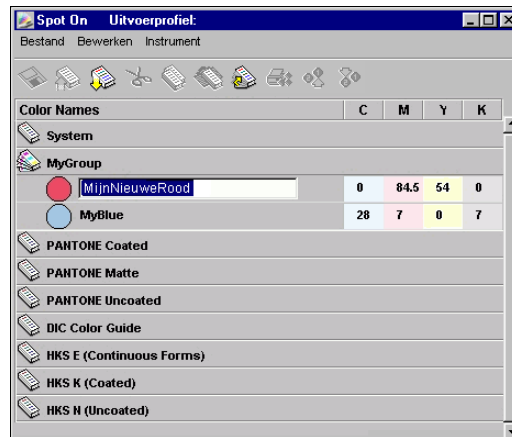 Spot On Uitvoerprofiel:
Bestand Bewerken Instrument
Color Names C M Y K
System
MyGroup
MijnNieuweRood 0 84.5 54 0
MyBlue 28 7 0 7
PANTONE Coated
PANTONE Matte
PANTONE Uncoated
DIC Color Guide
HKS E (Continuous Forms)
HKS K (Coated)
HKS N (Uncoated)